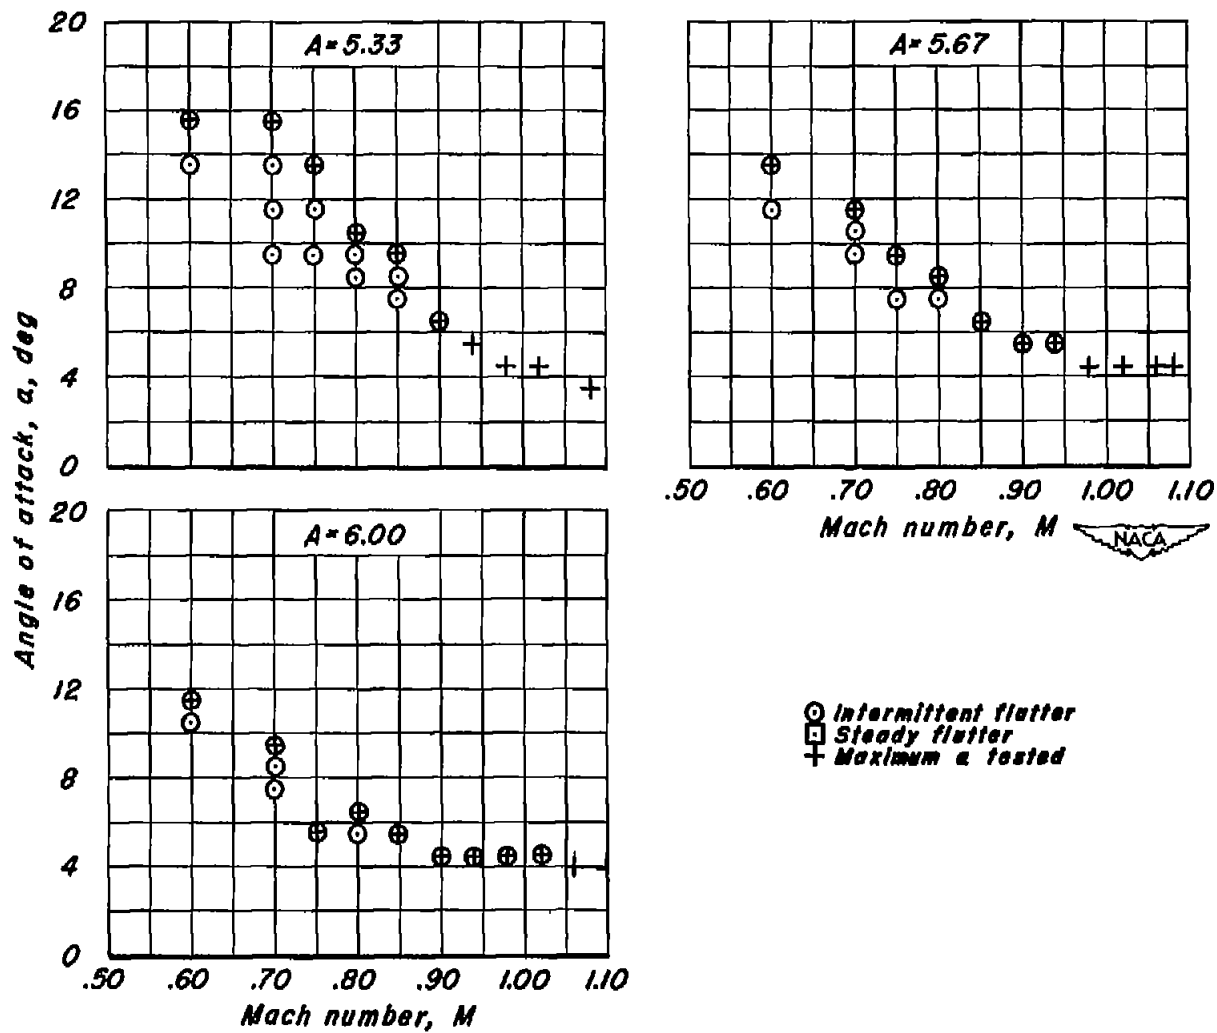 20
16
12
8
4
0
A = 5.33
A = 5.67
.50 .60 .70 .80 .90 1.00 1.10
Mach number, M
NACA
Angle of attack, a, deg
20
16
12
8
4
0
A = 6.00
.50 .60 .70 .80 .90 1.00 1.10
Mach number, M
Intermittent flutter
Steady flutter
Maximum a tested